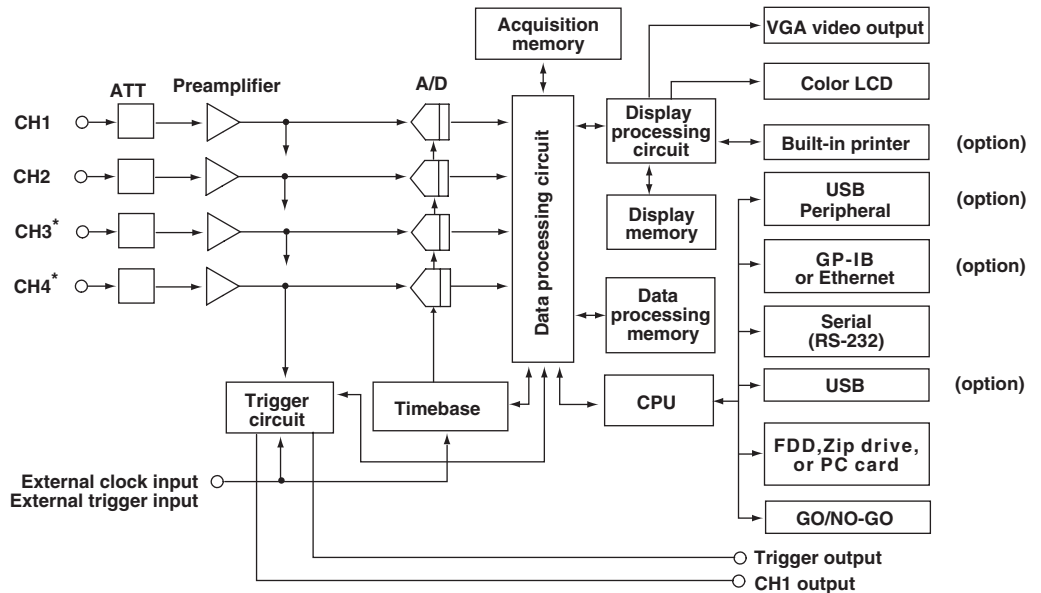 Acquisition
memory
VGA video output
ATT
Preamplifier
A/D
Color LCD
CH1
Display
processing
circuit
Built-in printer
(option)
CH2
USB
Peripheral
(option)
Display
memory
CH3*
Data processing circuit
GP-IB
or Ethernet
(option)
CH4*
Data
processing
memory
Serial
(RS-232)
Trigger
circuit
Timebase
CPU
USB
(option)
FDD,Zip drive,
or PC card
External clock input
External trigger input
GO/NO-GO
Trigger output
CH1 output